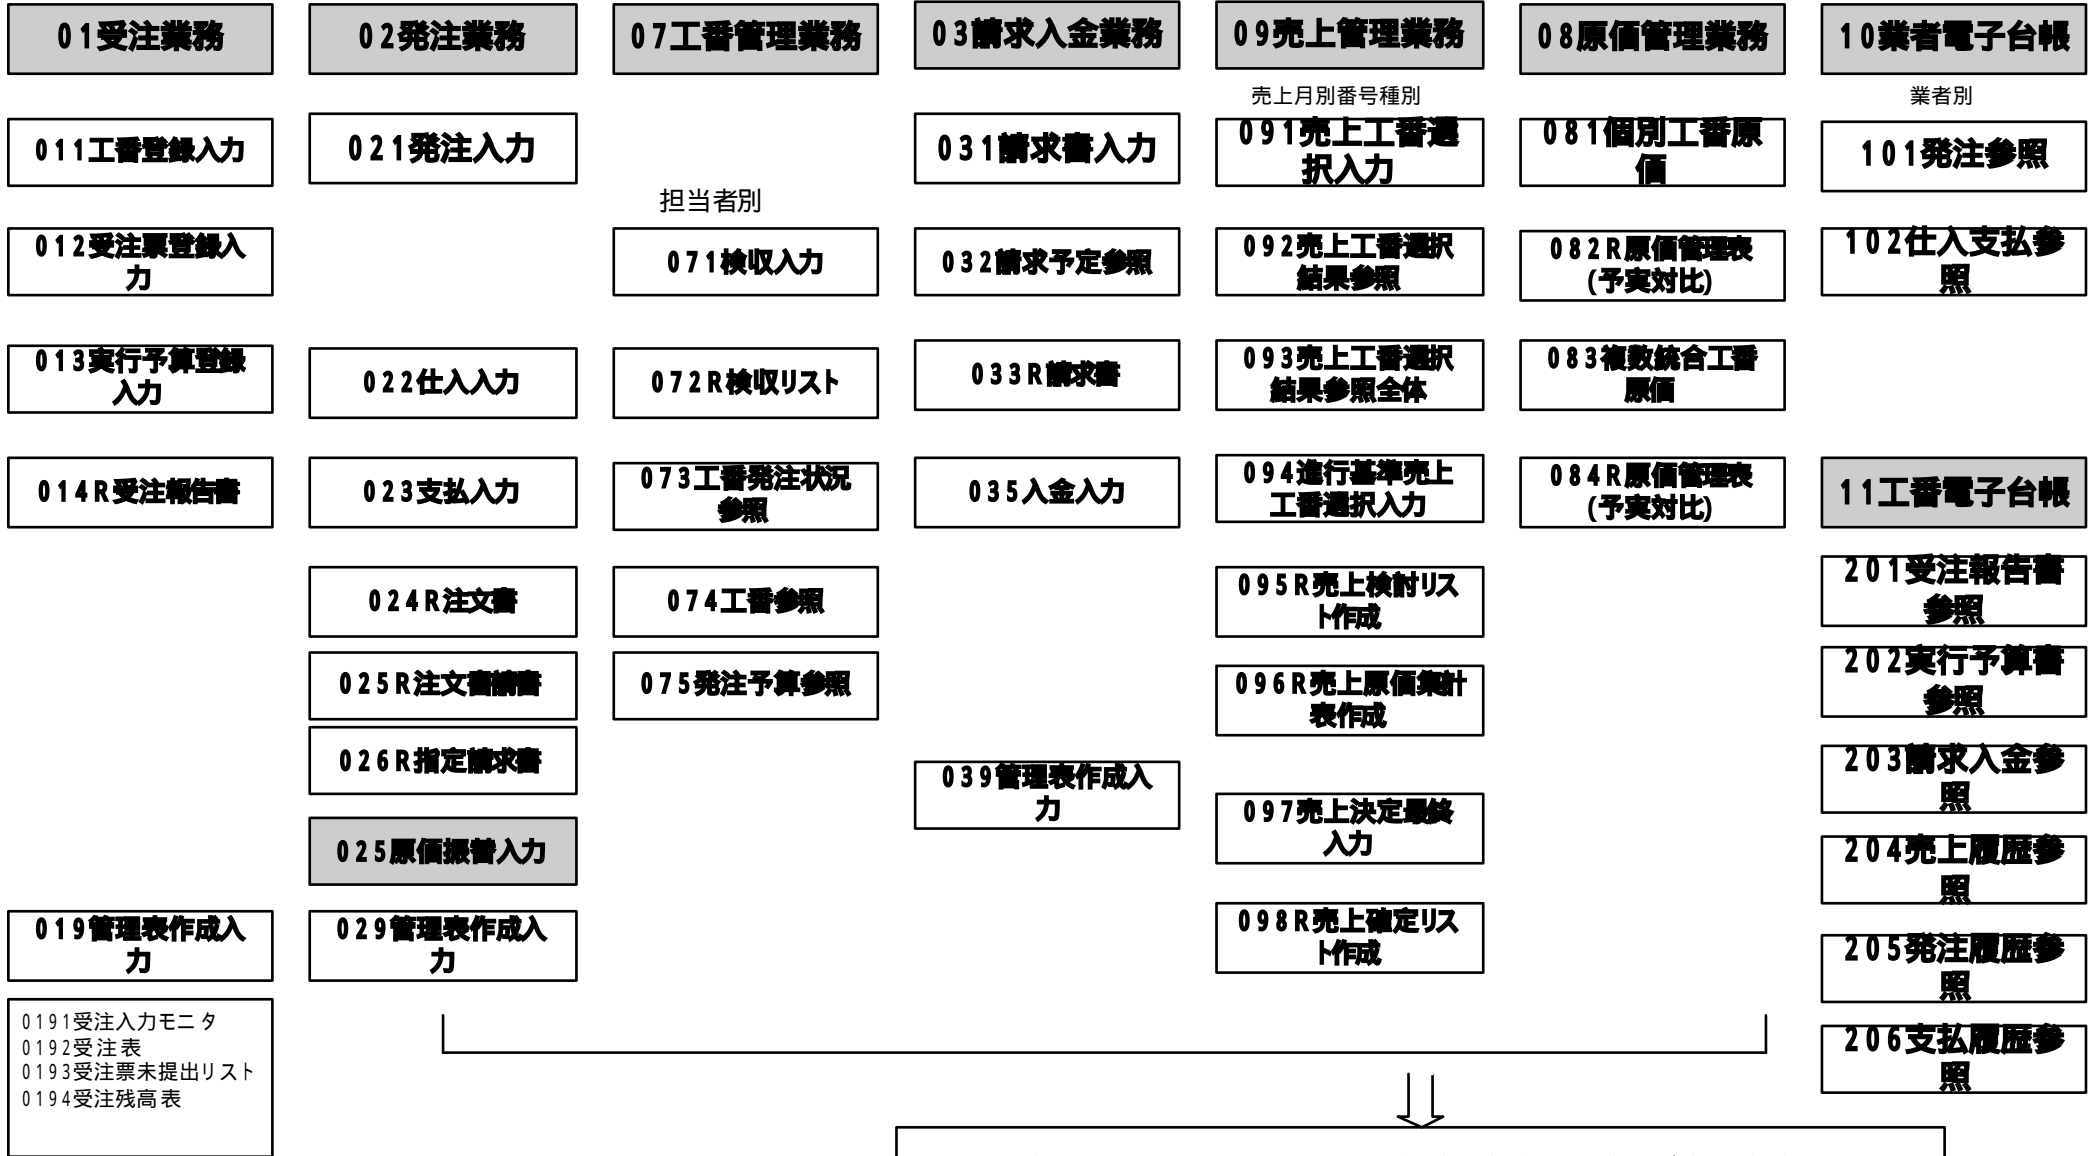 01受注業務
011工番登録入力
012受注票登録入
力
013実行予算登録
入力
014R受注報告書
019管理表作成入
力
0191受注入力モニタ
0192受注表
0193受注票未提出リスト
0194受注残高表
02発注業務
021発注入力
022仕入入力
023支払入力
024R注文書
025R注文書請書
026R指定請求書
025原価振替入力
029管理表作成入
力
07工番管理業務
担当者別
071検収入力
072R検収リスト
073工番発注状況
参照
074工番参照
075発注予算参照
03請求入金業務
031請求書入力
032請求予定参照
033R請求書
035入金入力
039管理表作成入
力
09売上管理業務
売上月別番号種別
091売上工番選
択入力
092売上工番選択
結果参照
093売上工番選択
結果参照全体
094進行基準売上
工番選択入力
095R売上検討リス
ト作成
096R売上原価集計
表作成
097売上決定最終
入力
098R売上確定リス
ト作成
08原価管理業務
081個別工番原
価
082R原価管理表
(予実対比)
083複数統合工番
原価
084R原価管理表
(予実対比)
10業者電子台帳
業者別
101発注参照
102仕入支払参
照
11工番電子台帳
201受注報告書
参照
202実行予算書
参照
203請求入金参
照
204売上履歴参
照
205発注履歴参
照
206支払履歴参
照